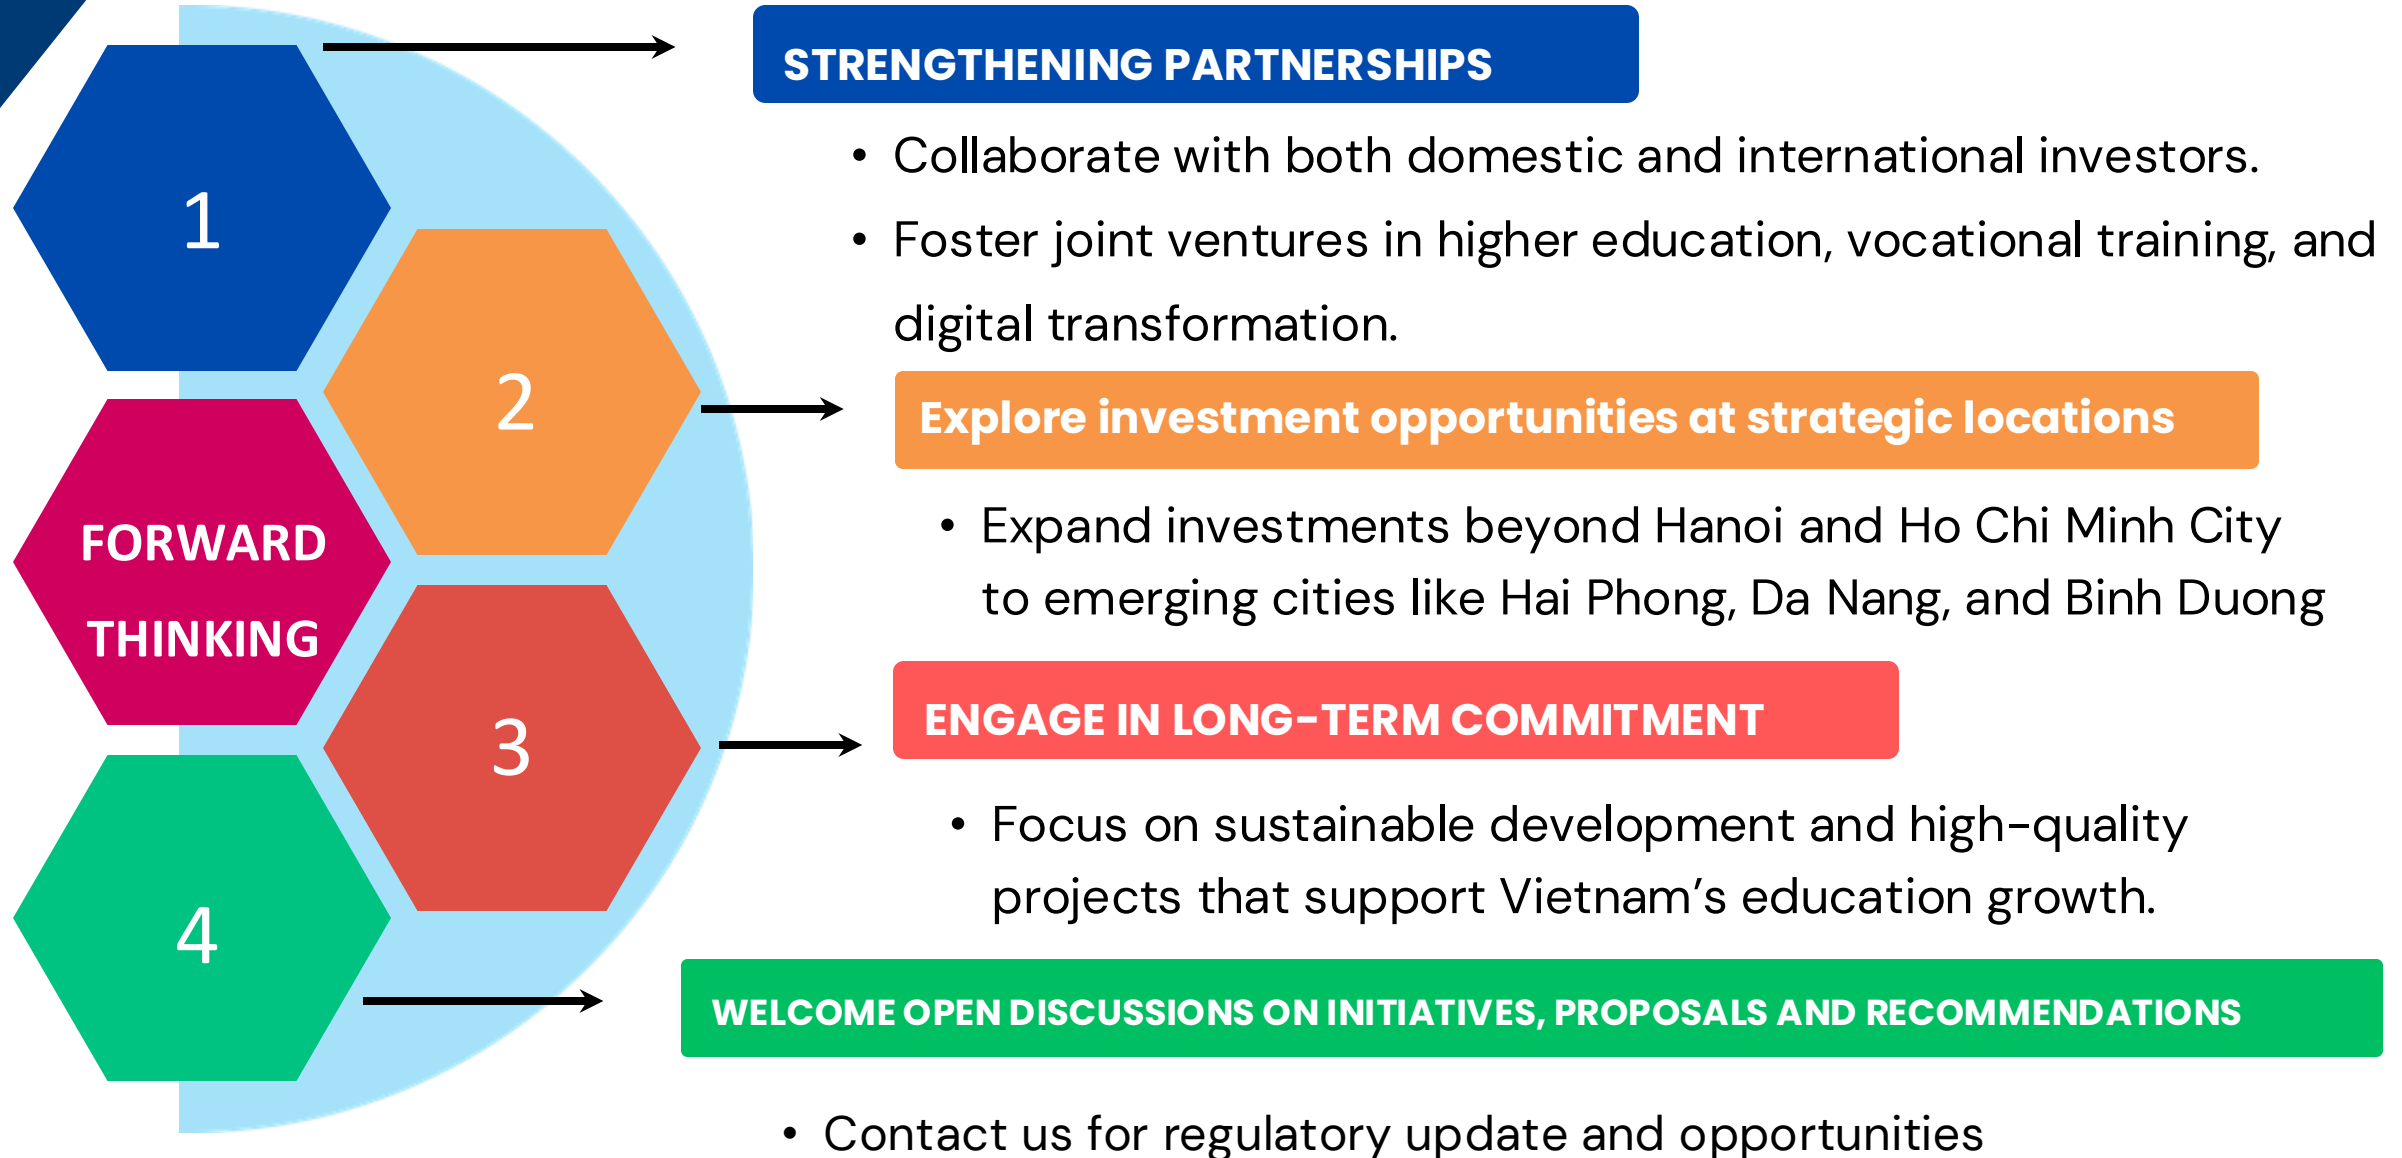 1
STRENGTHENING PARTNERSHIPS
• Collaborate with both domestic and international investors.
• Foster joint ventures in higher education, vocational training, and
digital transformation.
2
Explore investment opportunities at strategic locations
• Expand investments beyond Hanoi and Ho Chi Minh City
to emerging cities like Hai Phong, Da Nang, and Binh Duong
FORWARD
THINKING
3
ENGAGE IN LONG-TERM COMMITMENT
• Focus on sustainable development and high-quality
projects that support Vietnam’s education growth.
4
WELCOME OPEN DISCUSSIONS ON INITIATIVES, PROPOSALS AND RECOMMENDATIONS
• Contact us for regulatory update and opportunities